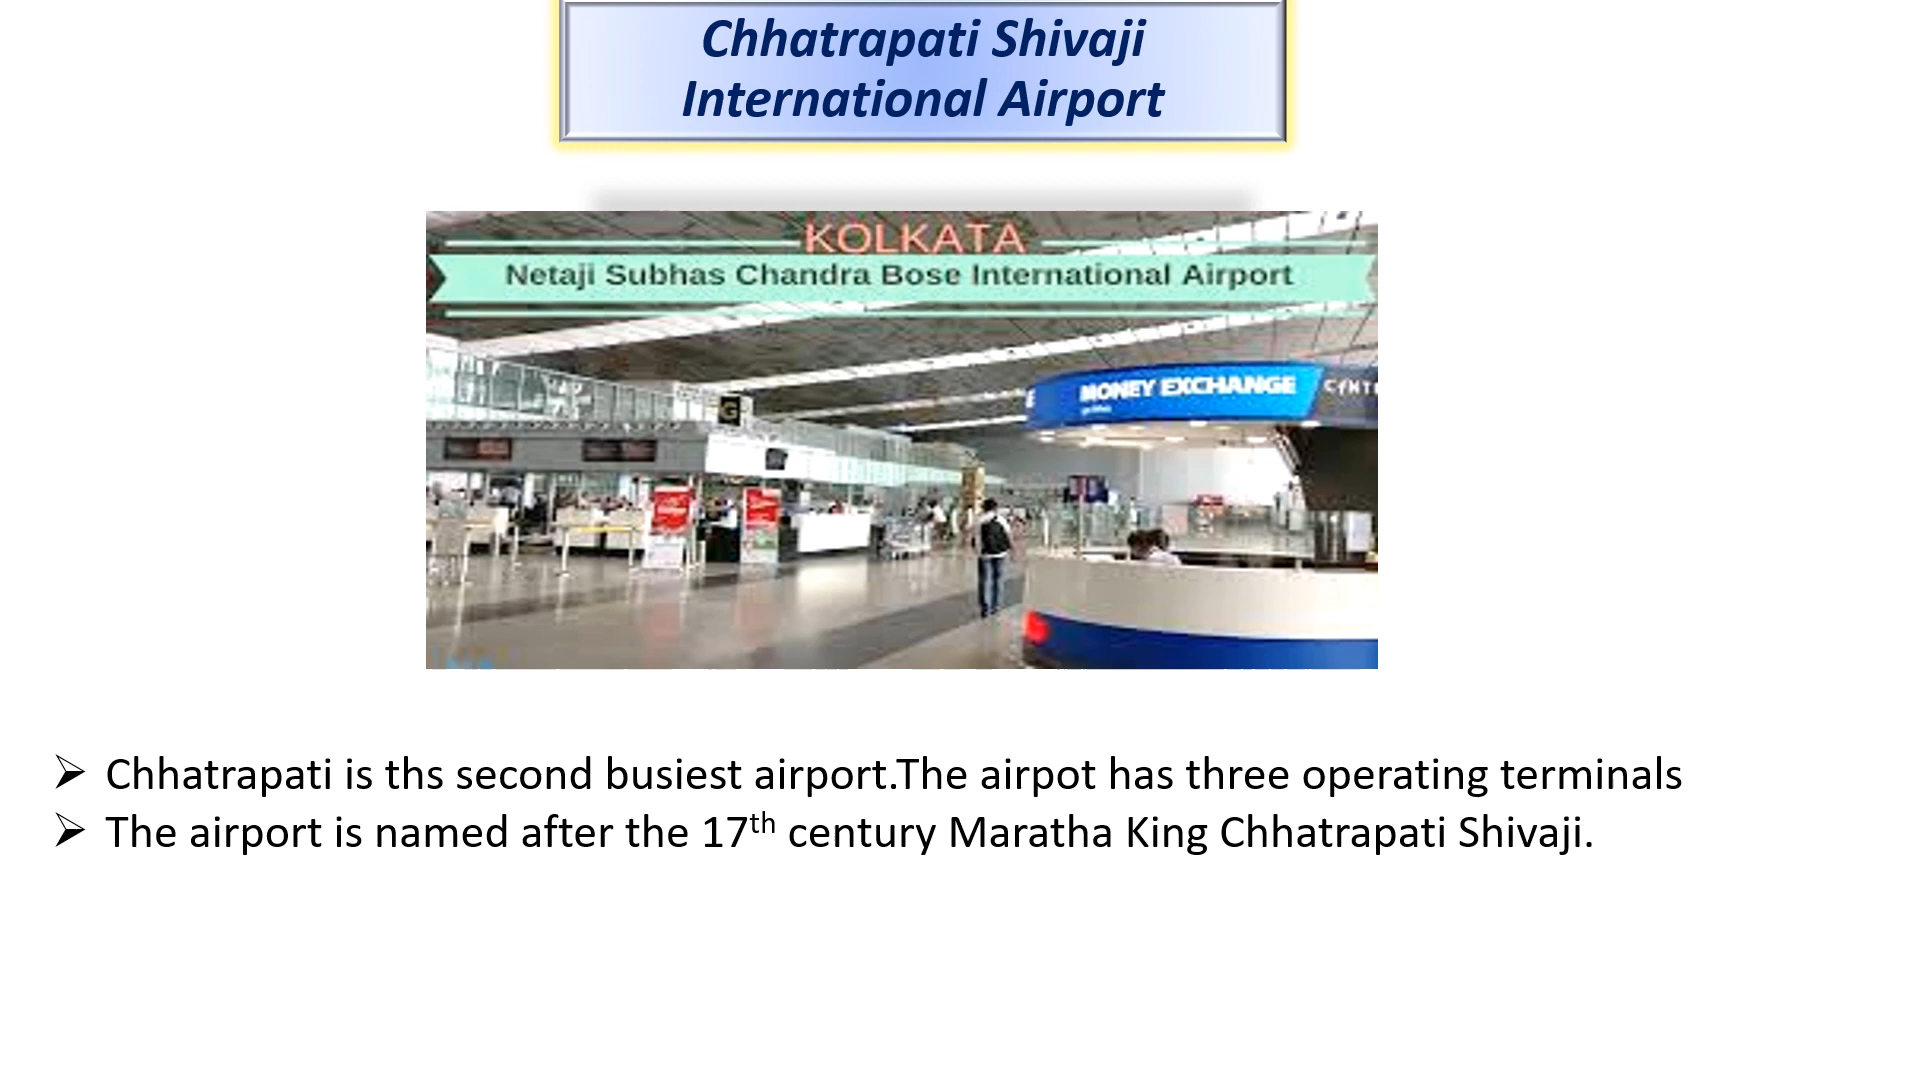 Chhatrapati Shivaji
International Airport
KOLKATA
Netaji Subhas Chandra Bose International Airport
MONEY EXCHANGE
G
➢ Chhatrapati is ths second busiest airport.The airpot has three operating terminals
➢ The airport is named after the 17th century Maratha King Chhatrapati Shivaji.